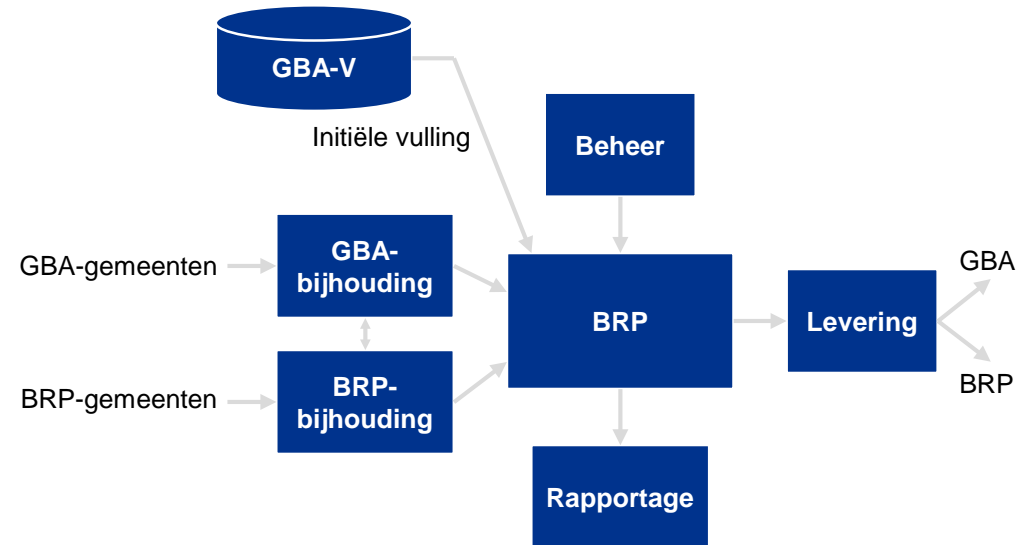 GBA-V
Initiële vulling
Beheer
GBA-gemeenten
GBA-
bijhouding
BRP-gemeenten
BRP-
bijhouding
BRP
Levering
GBA
BRP
Rapportage